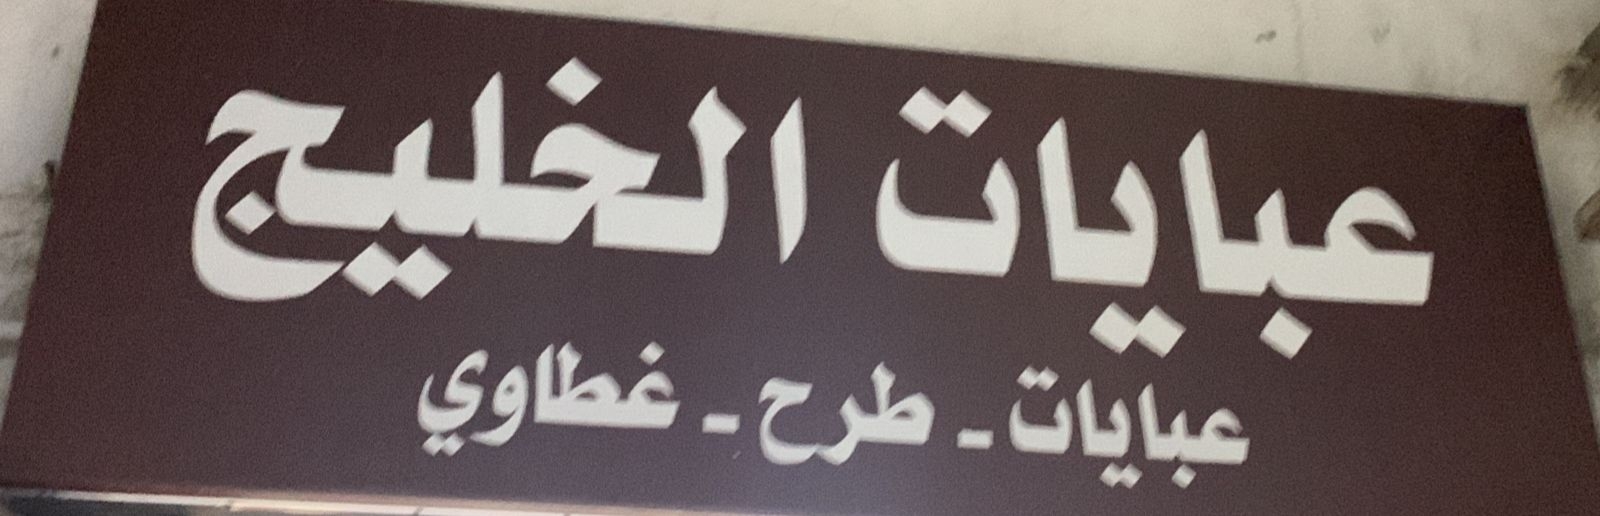 عبايات الخليج
عبايات - طرح - غطاوي